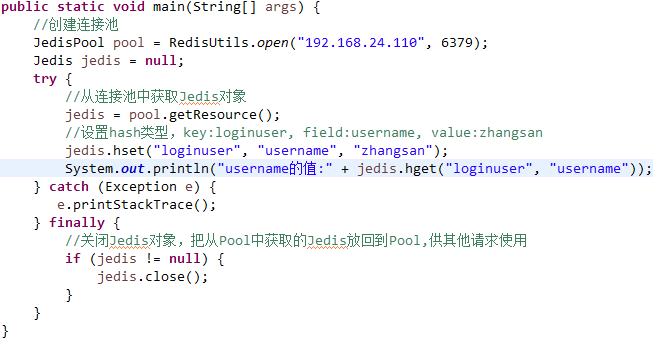 public static void main(String[] args) {
//创建连接池
JedisPool pool = RedisUtils.open("192.168.24.110", 6379);
Jedis jedis = null;
try {
//从连接池中获取Jedis对象
jedis = pool.getResource();
//设置hash类型，key:loginuser, field:username, value:zhangsan
jedis.hset("loginuser", "username", "zhangsan");
System.out.println("username的值:" + jedis.hget("loginuser", "username"));
} catch (Exception e) {
e.printStackTrace();
} finally {
//关闭Jedis对象，把从Pool中获取的Jedis放回到Pool,供其他请求使用
if (jedis != null) {
jedis.close();
}
}
}